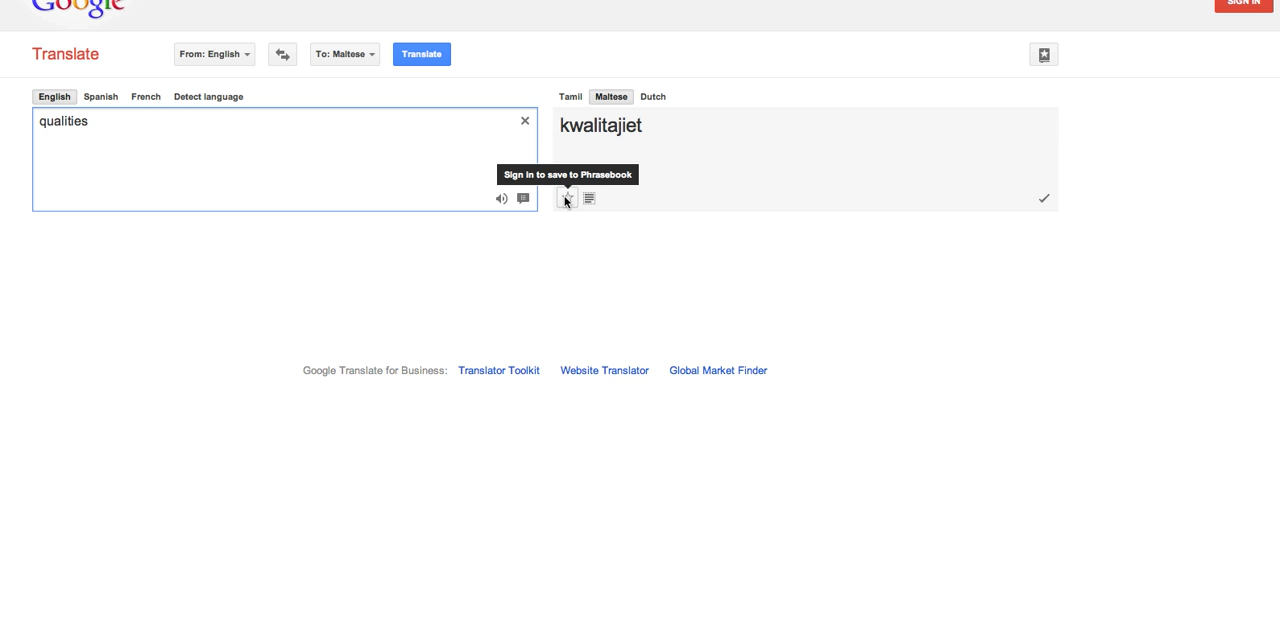 Google
SIGN IN
Translate
From: English
To: Maltese
Translate
English Spanish French Detect language
Tamil Maltese Dutch
qualities
kwalitajiet
Sign in to save to Phrasebook
Google Translate for Business: Translator Toolkit Website Translator Global Market Finder